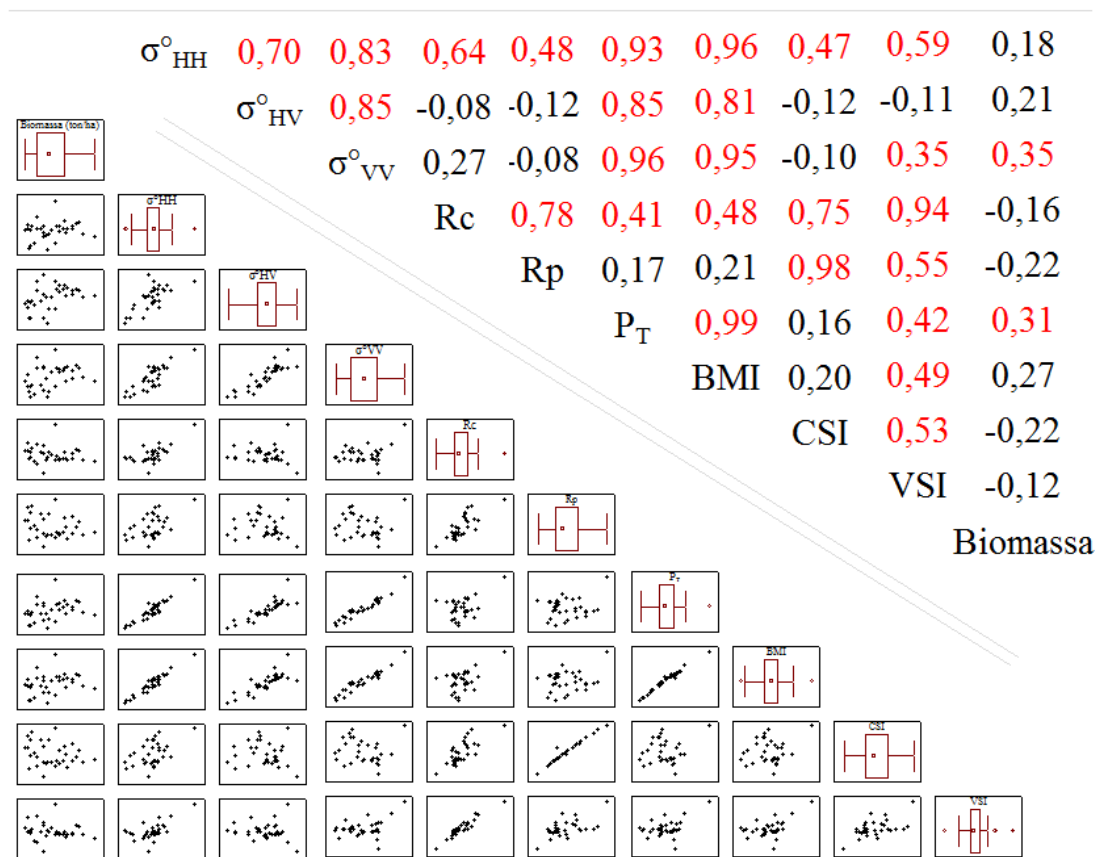 σ°HH 0,70 0,83 0,64 0,48 0,93 0,96 0,47 0,59 0,18
σ°HV 0,85 -0,08 -0,12 0,85 0,81 -0,12 -0,11 0,21
σ°VV 0,27 -0,08 0,96 0,95 -0,10 0,35 0,35
Rc 0,78 0,41 0,48 0,75 0,94 -0,16
Rp 0,17 0,21 0,98 0,55 -0,22
PT 0,99 0,16 0,42 0,31
BMI 0,20 0,49 0,27
CSI 0,53 -0,22
VSI -0,12
Biomassa
Biomassa (ton/ha)
σ°HH
σ°HV
σ°VV
Rc
Rp
PT
BMI
CSI
VSI